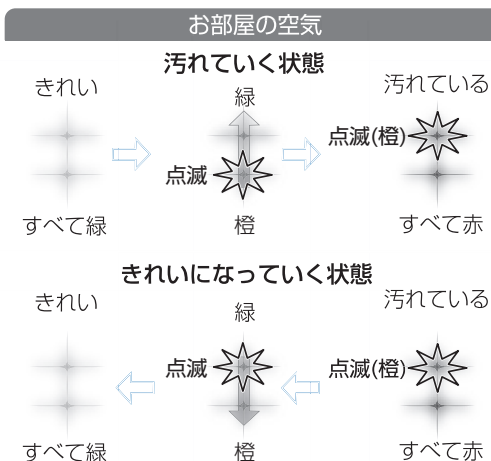 お部屋の空気
汚れていく状態
きれい
緑
汚れている
点滅
点滅(橙)
すべて緑
橙
すべて赤
きれいになっていく状態
きれい
緑
汚れている
点滅
点滅(橙)
すべて緑
橙
すべて赤